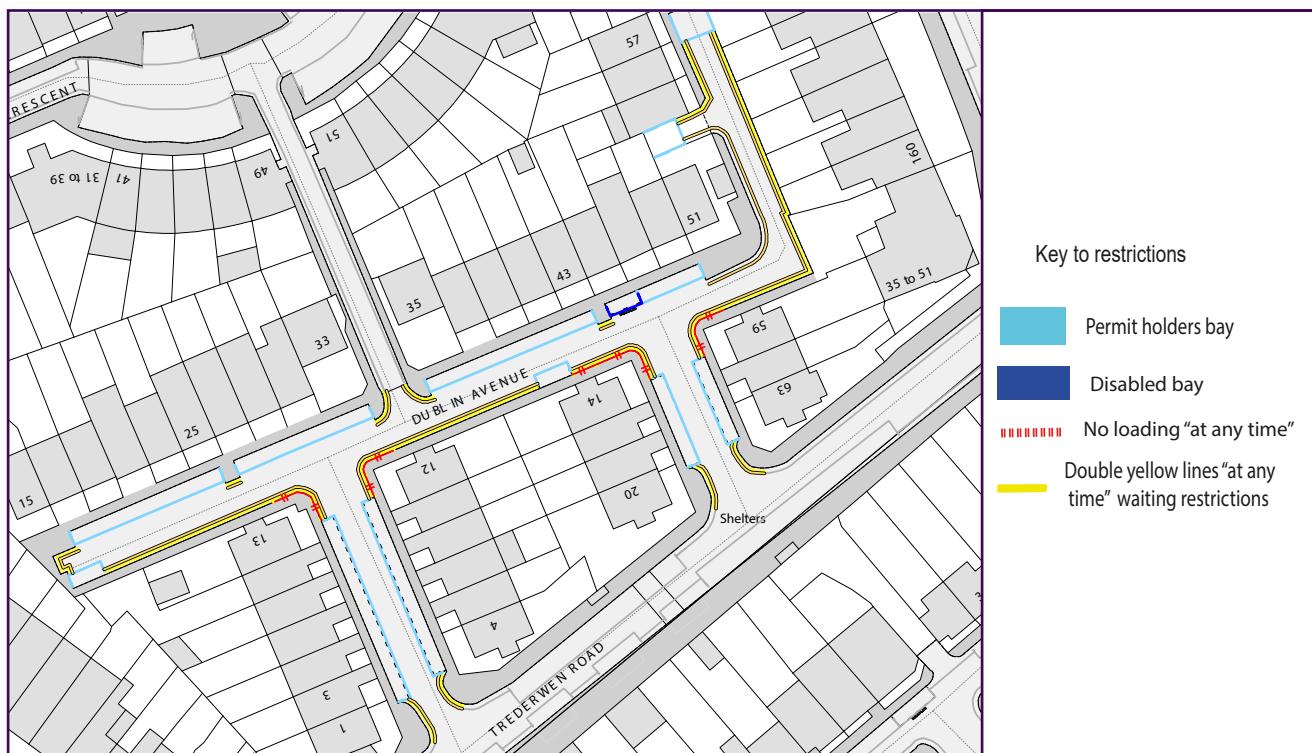 57
CRESCENT
51
160
31 to 39
41
49
51
35 to 51
43
35
33
59
63
DUBLIN AVENUE
14
25
12
20
15
Shelters
13
4
3
TREDERWEN ROAD
1
Key to restrictions
Permit holders bay
Disabled bay
No loading “at any time”
Double yellow lines “at any
time” waiting restrictions